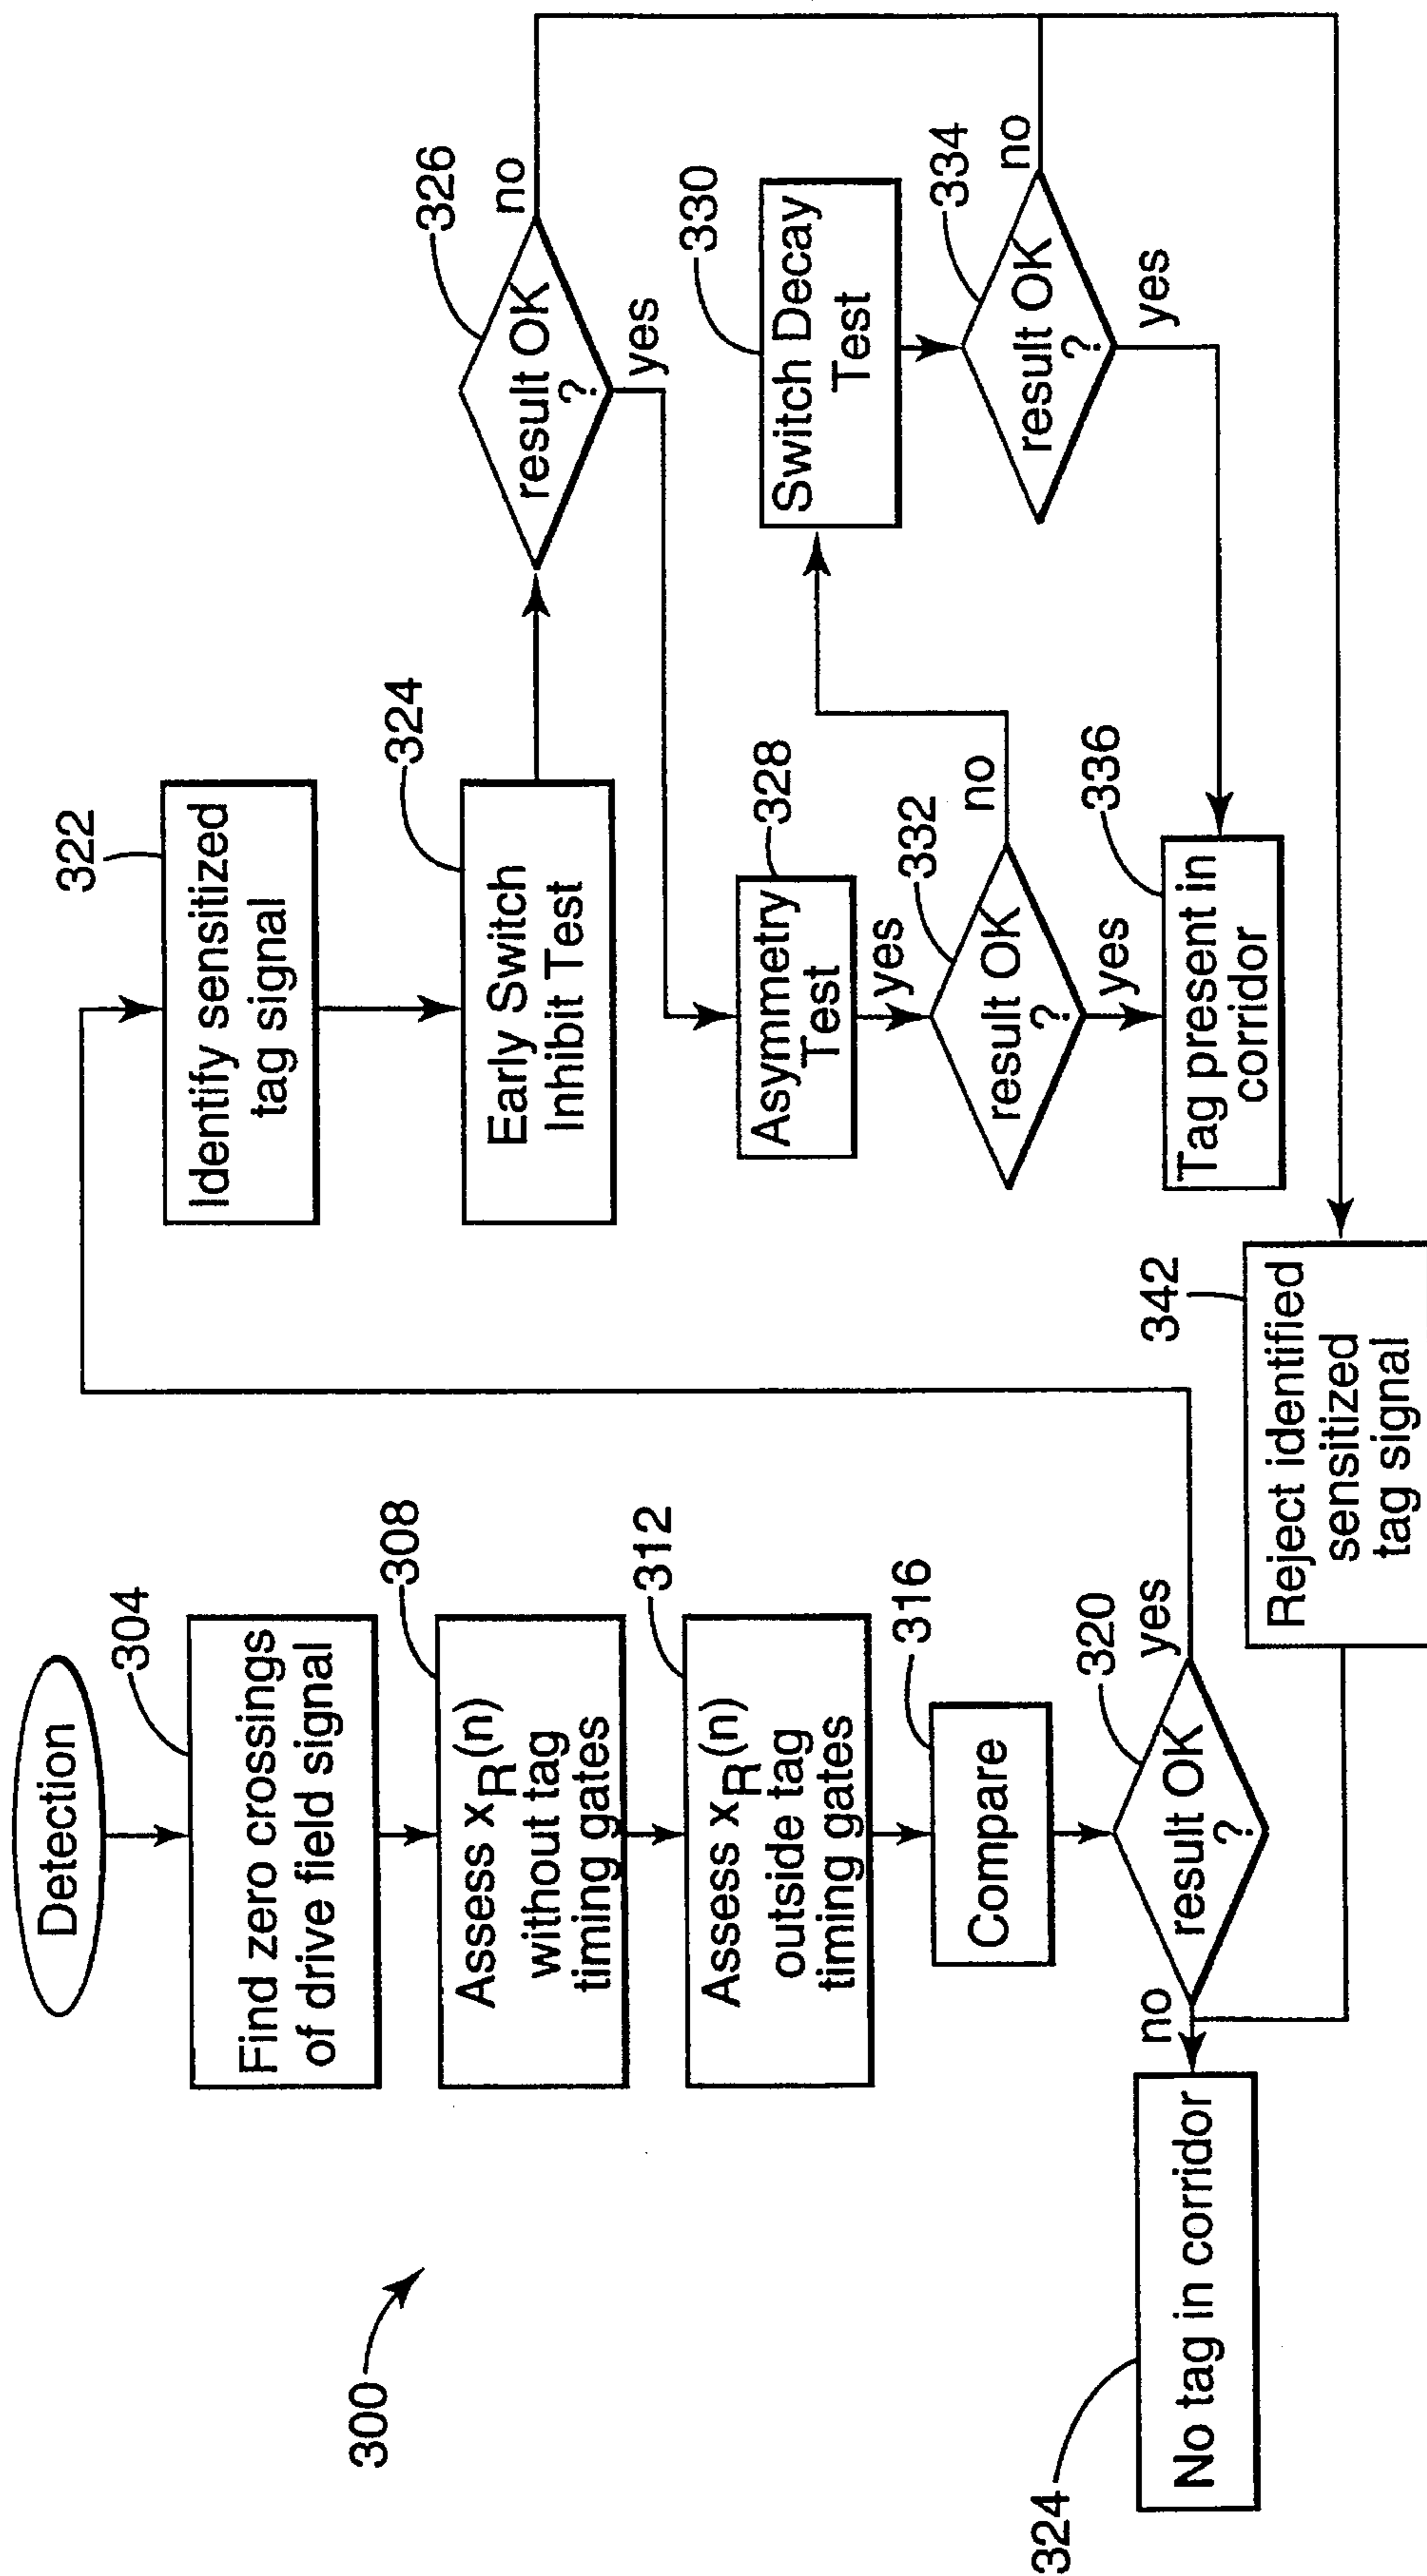 300
Detection
304
Find zero crossings
of drive field signal
308
Assess xR(n)
without tag
timing gates
312
Assess xR(n)
outside tag
timing gates
316
Compare
320
result OK
?
yes
no
324
No tag in corridor
322
Identify sensitized
tag signal
324
Early Switch
Inhibit Test
326
result OK
?
no
yes
328
Asymmetry
Test
yes
332
result OK
?
no
yes
330
Switch Decay
Test
334
result OK
?
no
yes
336
Tag present in
corridor
342
Reject identified
sensitized
tag signal